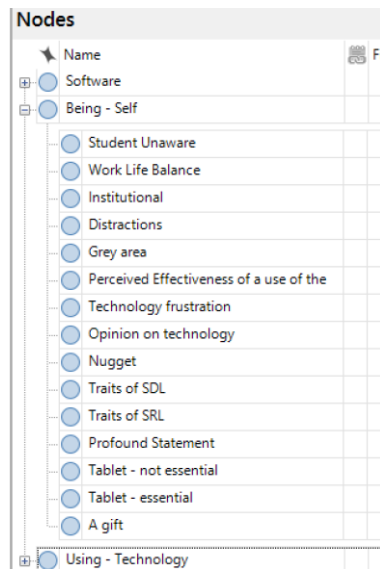 Nodes
Name F
Software
Being - Self
Student Unaware
Work Life Balance
Institutional
Distractions
Grey area
Perceived Effectiveness of a use of the
Technology frustration
Opinion on technology
Nugget
Traits of SDL
Traits of SRL
Profound Statement
Tablet - not essential
Tablet - essential
A gift
Using - Technology